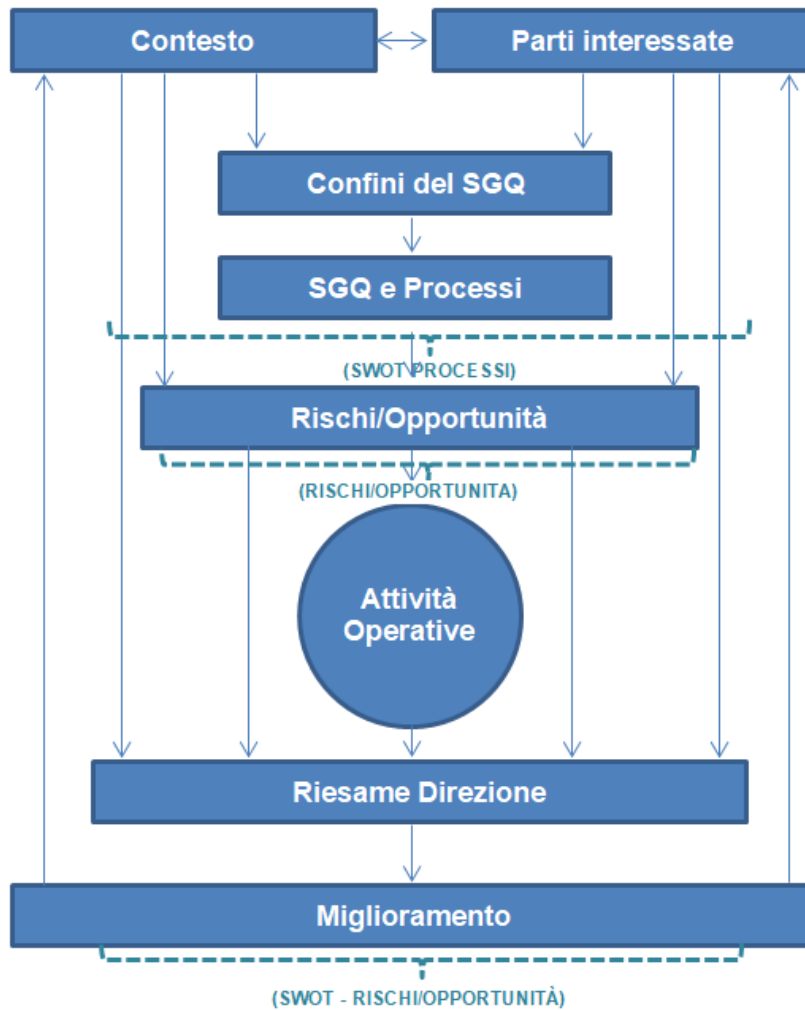 Contesto
Parti interessate
Confini del SGQ
SGQ e Processi
(SWOT PROCESSI)
Rischi/Opportunità
(RISCHI/OPPORTUNITA)
Attività
Operative
Riesame Direzione
Miglioramento
(SWOT - RISCHI/OPPORTUNITÀ)